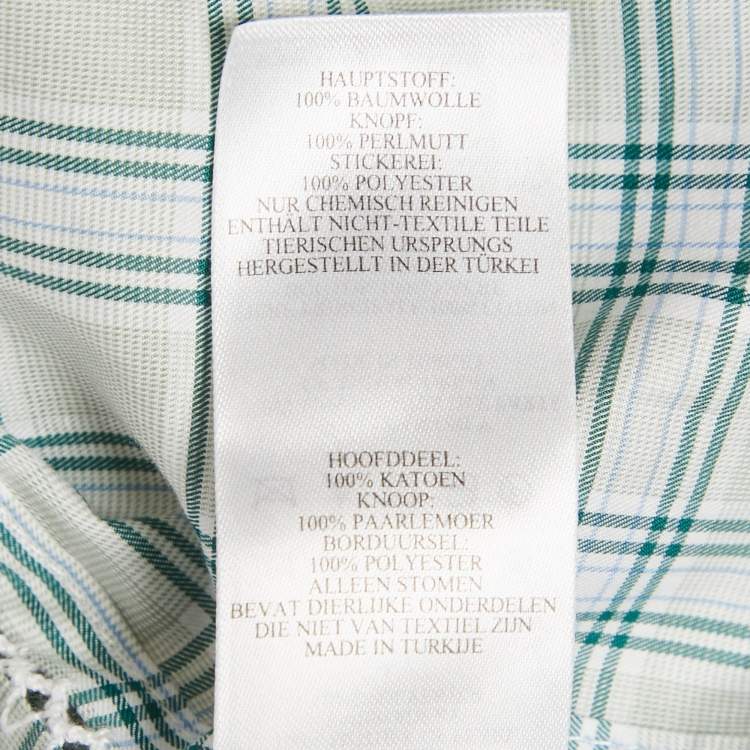 HAUPTSTOFF:
100% BAUMWOLLE
KNOPF:
100% PERLMUTT
STICKEREI:
100% POLYESTER
NUR CHEMISCH REINIGEN
ENTHÄLT NICHT-TEXTILE TEILE
TIERISCHEN URSPRUNGS
HERGESTELLT IN DER TÜRKEI
HOOFDDEEL:
100% KATOEN
KNOOP:
100% PAARLEMOER
BORDUURSEL:
100% POLYESTER
ALLEEN STOMEN
BEVAT DIERLIJKE ONDERDELEN
DIE NIET VAN TEXTIEL ZIJN
MADE IN TURKIJE